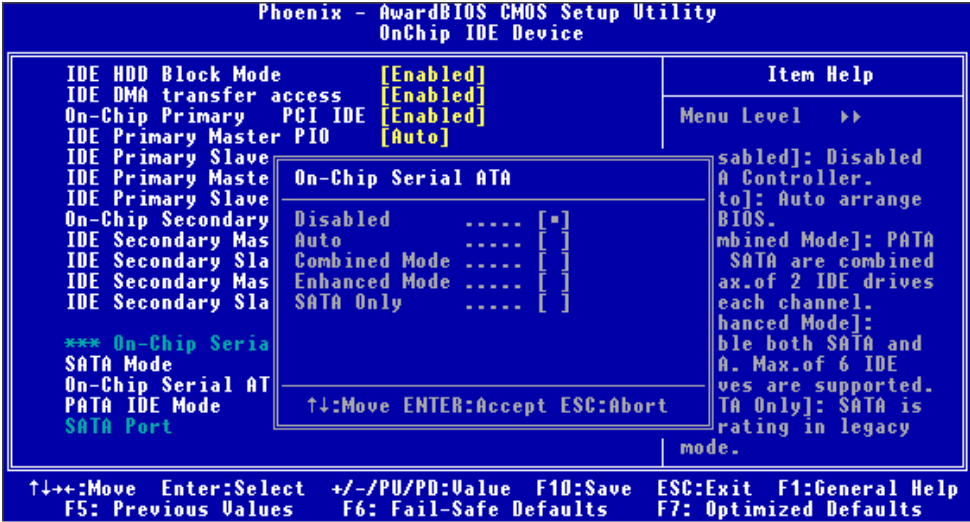 Phoenix - AwardBIOS CMOS Setup Utility
OnChip IDE Device
IDE HDD Block Mode [Enabled]
IDE DMA transfer access [Enabled]
On-Chip Primary PCI IDE [Enabled]
IDE Primary Master PIO [Auto]
IDE Primary Slave
IDE Primary Maste
IDE Primary Slave
On-Chip Secondary
IDE Secondary Mas
IDE Secondary Sla
IDE Secondary Mas
IDE Secondary Sla
*** On-Chip Seria
SATA Mode
On-Chip Serial AT
PATA IDE Mode
SATA Port
On-Chip Serial ATA
Disabled ..... [▪]
Auto ..... [ ]
Combined Mode ..... [ ]
Enhanced Mode ..... [ ]
SATA Only ..... [ ]
↑↓:Move ENTER:Accept ESC:Abort
Item Help
Menu Level ▸▸
sabled]: Disabled
A Controller.
to]: Auto arrange
BIOS.
mbined Mode]: PATA
SATA are combined
ax.of 2 IDE drives
each channel.
hanced Mode]:
ble both SATA and
A. Max.of 6 IDE
ves are supported.
TA Only]: SATA is
rating in legacy
mode.
↑↓→←:Move Enter:Select +/-/PU/PD:Value F10:Save ESC:Exit F1:General Help
F5: Previous Values F6: Fail-Safe Defaults F7: Optimized Defaults